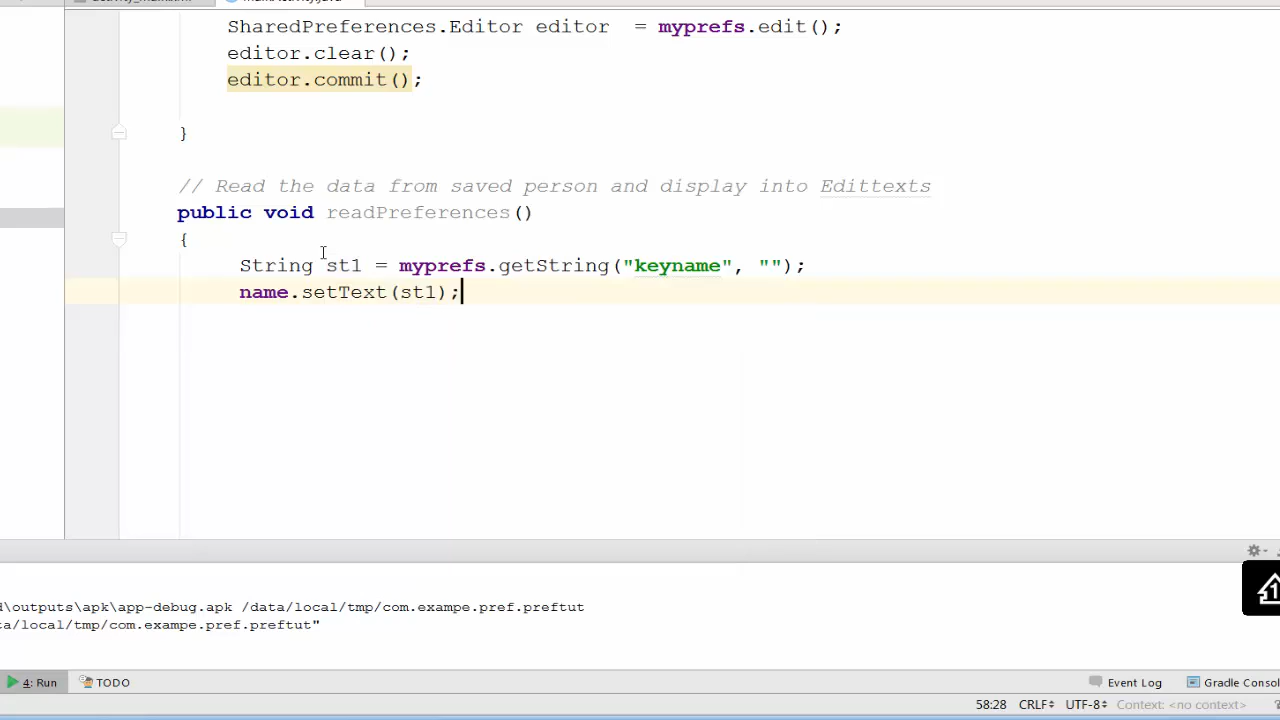 SharedPreferences.Editor editor  = myprefs.edit();
editor.clear();
editor.commit();
}
// Read the data from saved person and display into Edittexts
public void readPreferences()
{
String st1 = myprefs.getString("keyname", "");
name.setText(st1);
d\outputs\apk\app-debug.apk /data/local/tmp/com.exampe.pref.preftut
ta/local/tmp/com.exampe.pref.preftut"
4: Run TODO Event Log Gradle Consol
58:28 CRLF UTF-8 Context: <no context>